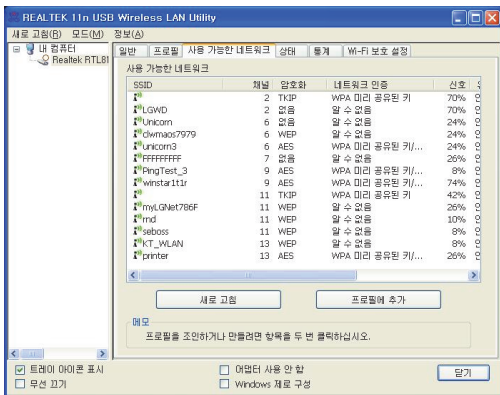 REALTEK 11n USB Wireless LAN Utility
새로 고침(R) 모드(M) 정보(A)
내 컴퓨터
Realtek RTL81
일반 프로필 사용 가능한 네트워크 상태 통계 Wi-Fi 보호 설정
사용 가능한 네트워크
SSID 채널 암호화 네트워크 인증 신호
2 TKIP WPA 미리 공유된 키 70%
LGWD 2 없음 알 수 없음 70%
Unicorn 6 없음 알 수 없음 24%
clwmaos7979 6 WEP 알 수 없음 24%
unicorn3 6 AES WPA 미리 공유된 키/... 24%
FFFFFFFFF 7 없음 알 수 없음 26%
PingTest_3 9 AES WPA 미리 공유된 키/... 8%
winstar1t1r 9 AES WPA 미리 공유된 키/... 74%
11 TKIP WPA 미리 공유된 키 42%
myLGNet786F 11 WEP 알 수 없음 26%
rnd 11 WEP 알 수 없음 10%
seboss 11 WEP 알 수 없음 8%
KT_WLAN 13 WEP 알 수 없음 8%
printer 13 AES WPA 미리 공유된 키/... 26%
새로 고침 프로필에 추가
메모
프로필을 조인하거나 만들려면 항목을 두 번 클릭하십시오.
트레이 아이콘 표시 어댑터 사용 안 함 닫기
무선 끄기 Windows 제로 구성